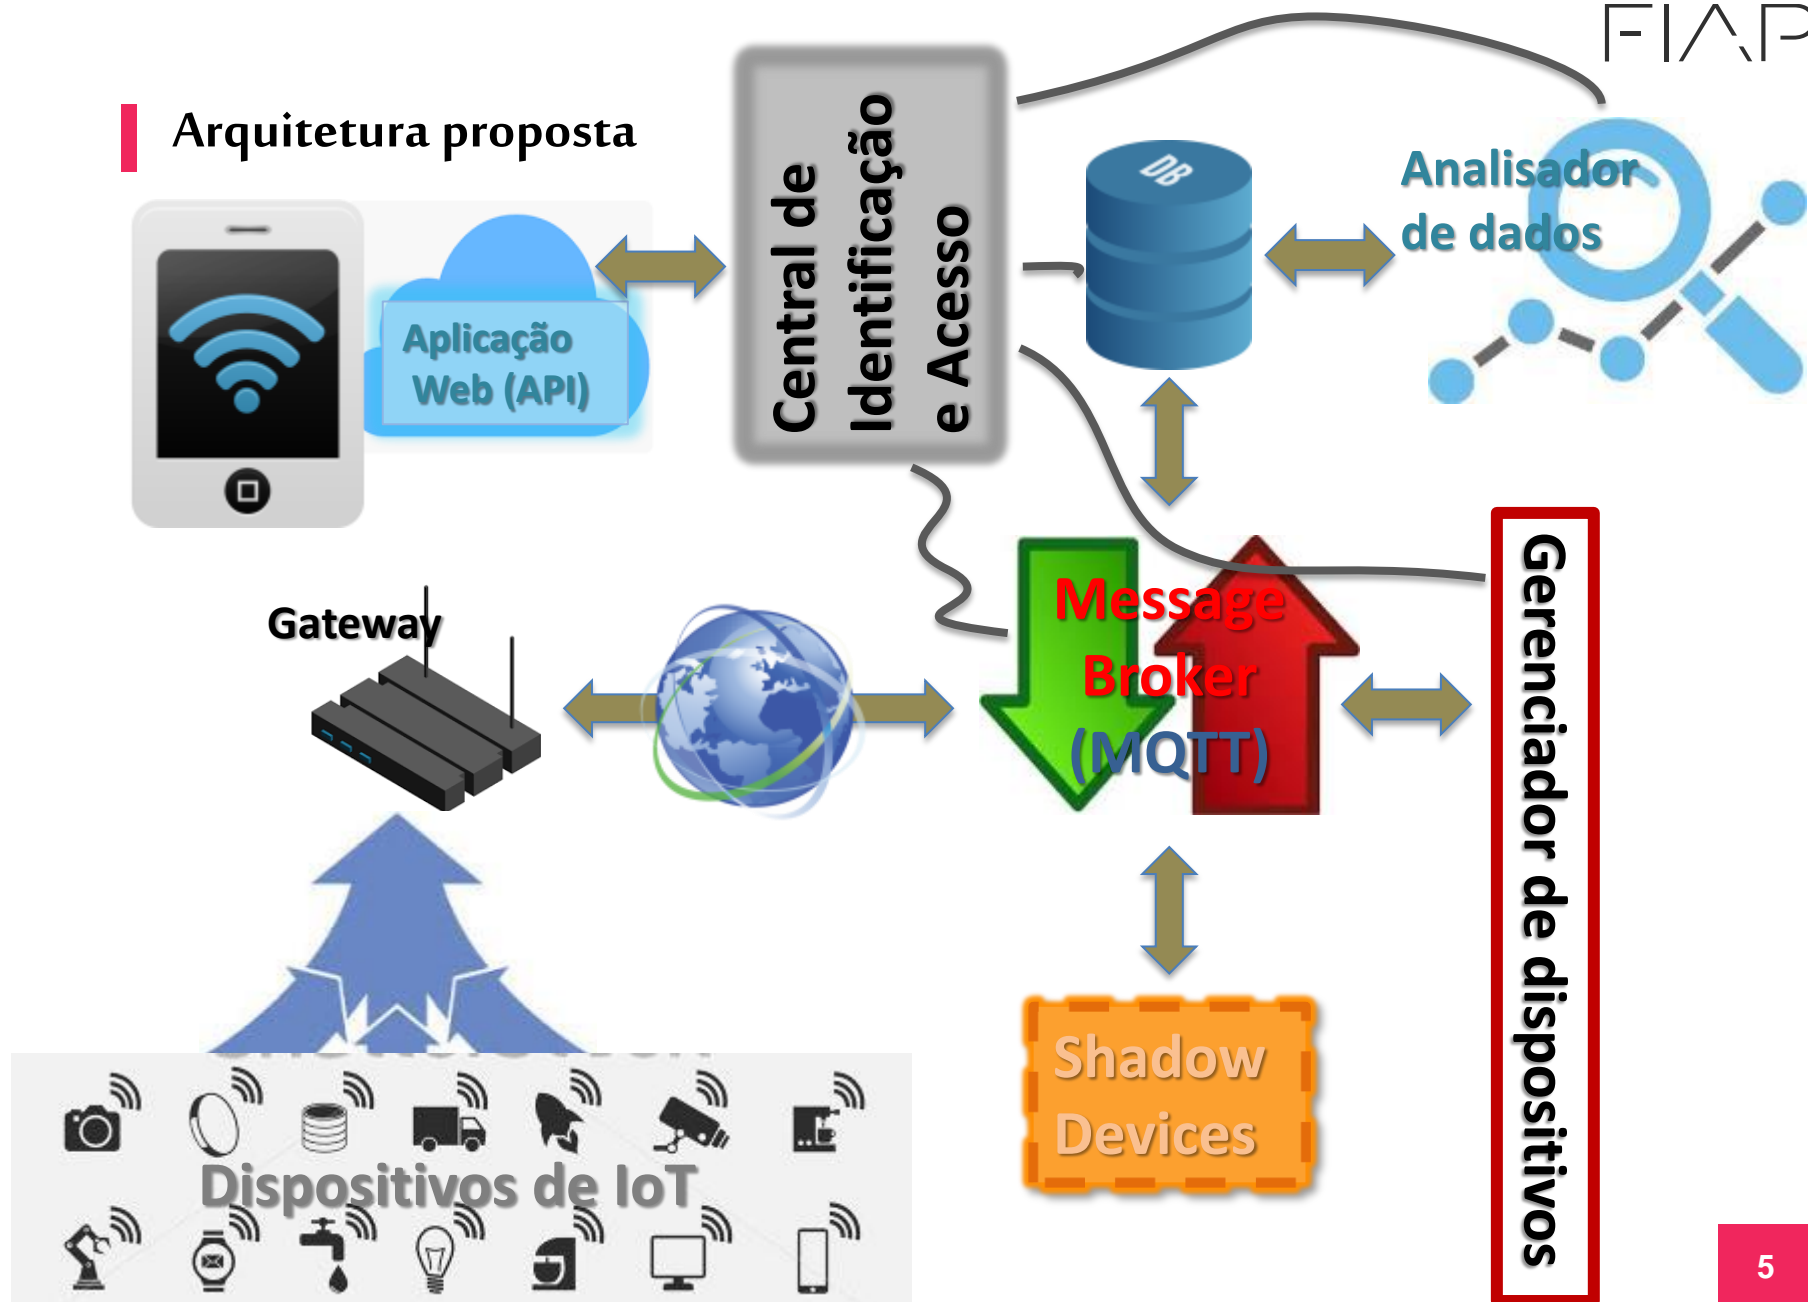 FIAP
Arquitetura proposta
Central de
Identificação
e Acesso
DB
Analisador
de dados
Aplicação
Web (API)
Gateway
Message
Broker
(MQTT)
Gerenciador de dispositivos
Shadow
Devices
Dispositivos de IoT
5